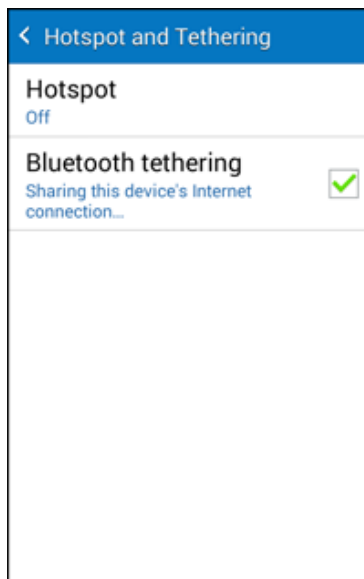 Hotspot and Tethering
Hotspot
Off
Bluetooth tethering
Sharing this device's Internet
connection...